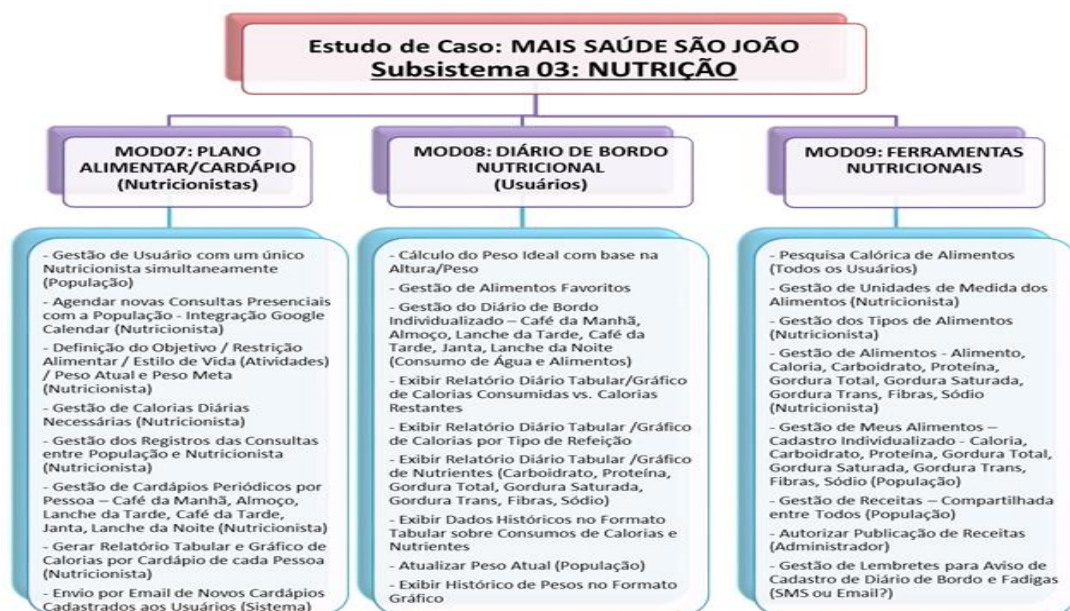 Estudo de Caso: MAIS SAÚDE SÃO JOÃO
Subsistema 03: NUTRIÇÃO
MOD07: PLANO
ALIMENTAR/CARDÁPIO
(Nutricionistas)
- Gestão de Usuário com um único
Nutricionista simultaneamente
(População)
- Agendar novas Consultas Presenciais
com a População - Integração Google
Calendar (Nutricionista)
- Definição do Objetivo / Restrição
Alimentar / Estilo de Vida (Atividades)
/ Peso Atual e Peso Meta
(Nutricionista)
- Gestão de Calorias Diárias
Necessárias (Nutricionista)
- Gestão dos Registros das Consultas
entre População e Nutricionista
(Nutricionista)
- Gestão de Cardápios Periódicos por
Pessoa – Café da Manhã, Almoço,
Lanche da Tarde, Café da Tarde,
Janta, Lanche da Noite (Nutricionista)
- Gerar Relatório Tabular e Gráfico de
Calorias por Cardápio de cada Pessoa
(Nutricionista)
- Envio por Email de Novos Cardápios
Cadastrados aos Usuários (Sistema)
MOD08: DIÁRIO DE BORDO
NUTRICIONAL
(Usuários)
- Cálculo do Peso Ideal com base na
Altura/Peso
- Gestão de Alimentos Favoritos
- Gestão do Diário de Bordo
Individualizado – Café da Manhã,
Almoço, Lanche da Tarde, Café da
Tarde, Janta, Lanche da Noite
(Consumo de Água e Alimentos)
- Exibir Relatório Diário Tabular/Gráfico
de Calorias Consumidas vs. Calorias
Restantes
- Exibir Relatório Diário Tabular /Gráfico
de Calorias por Tipo de Refeição
- Exibir Relatório Diário Tabular /Gráfico
de Nutrientes (Carboidrato, Proteína,
Gordura Total, Gordura Saturada,
Gordura Trans, Fibras, Sódio)
- Exibir Dados Históricos no Formato
Tabular sobre Consumos de Calorias e
Nutrientes
- Atualizar Peso Atual (População)
- Exibir Histórico de Pesos no Formato
Gráfico
MOD09: FERRAMENTAS
NUTRICIONAIS
- Pesquisa Calórica de Alimentos
(Todos os Usuários)
- Gestão de Unidades de Medida dos
Alimentos (Nutricionista)
- Gestão dos Tipos de Alimentos
(Nutricionista)
- Gestão de Alimentos - Alimento,
Caloria, Carboidrato, Proteína,
Gordura Total, Gordura Saturada,
Gordura Trans, Fibras, Sódio
(Nutricionista)
- Gestão de Meus Alimentos –
Cadastro Individualizado - Caloria,
Carboidrato, Proteína, Gordura Total,
Gordura Saturada, Gordura Trans,
Fibras, Sódio (População)
- Gestão de Receitas – Compartilhada
entre Todos (População)
- Autorizar Publicação de Receitas
(Administrador)
- Gestão de Lembretes para Aviso de
Cadastro de Diário de Bordo e Fadigas
(SMS ou Email?)